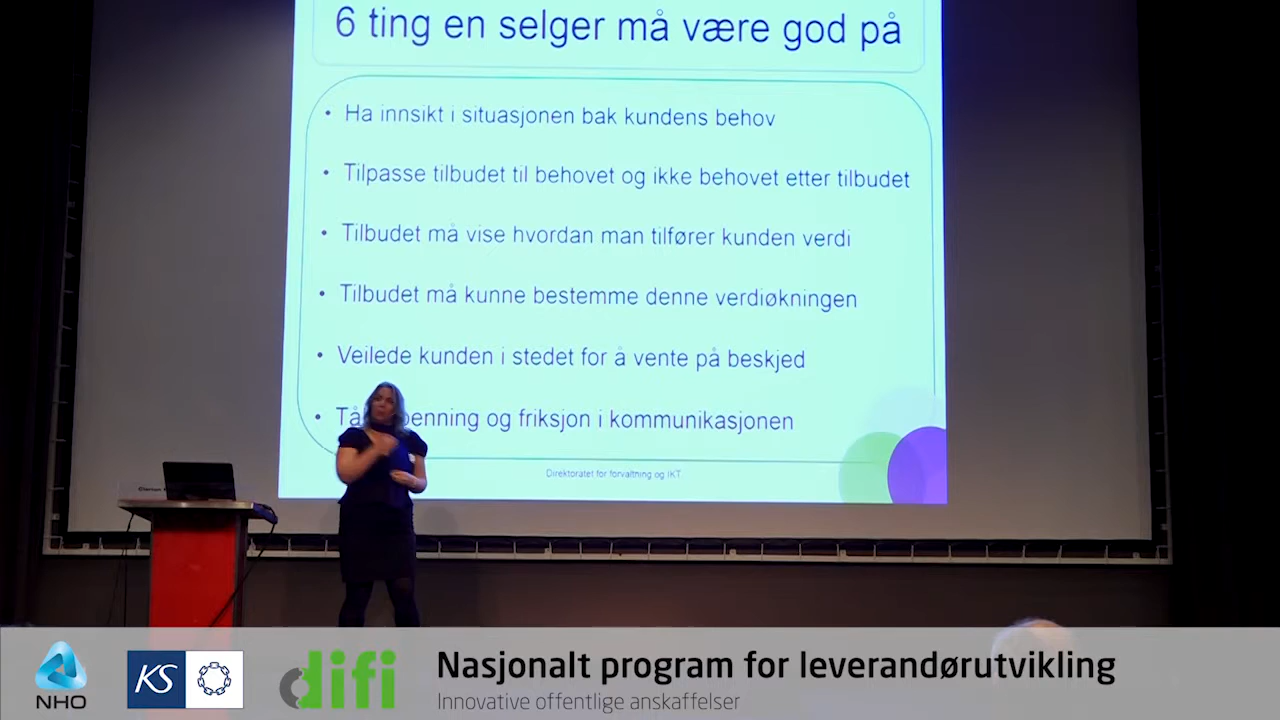 6 ting en selger må være god på
• Ha innsikt i situasjonen bak kundens behov
• Tilpasse tilbudet til behovet og ikke behovet etter tilbudet
• Tilbudet må vise hvordan man tilfører kunden verdi
• Tilbudet må kunne bestemme denne verdiøkningen
• Veilede kunden i stedet for å vente på beskjed
• og friksjon i kommunikasjonen
Direktoratet for forvaltning og IKT
NHO
KS
difi
Nasjonalt program for leverandørutvikling
Innovative offentlige anskaffelser